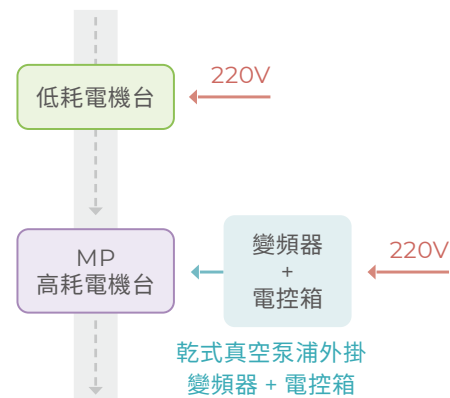 220V
低耗電機台
MP
高耗電機台
變頻器
+
電控箱
220V
乾式真空泵浦外掛
變頻器 + 電控箱